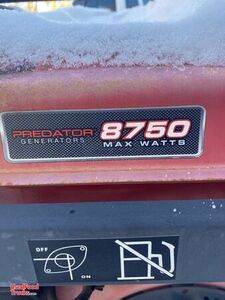 PREDATOR 8750
GENERATORS MAX WATTS
OFF
ON